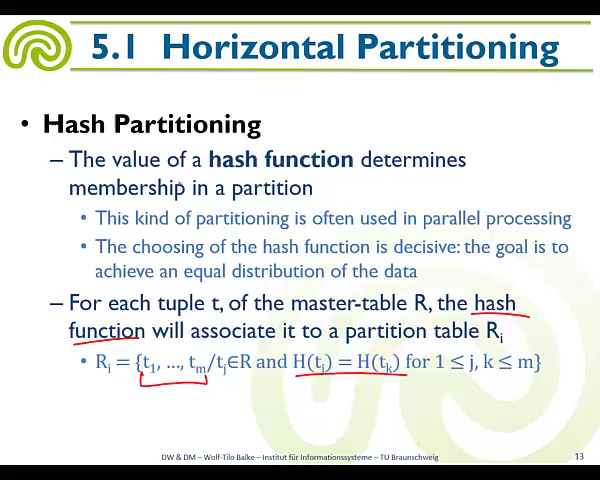 5.1 Horizontal Partitioning
• Hash Partitioning
– The value of a hash function determines
membership in a partition
• This kind of partitioning is often used in parallel processing
• The choosing of the hash function is decisive: the goal is to
achieve an equal distribution of the data
– For each tuple t, of the master-table R, the hash
function will associate it to a partition table Rᵢ
• Rᵢ = {t₁, …, tₘ/tⱼ∈R and H(tⱼ) = H(tₖ) for 1 ≤ j, k ≤ m}
DW & DM – Wolf-Tilo Balke – Institut für Informationssysteme – TU Braunschweig
13